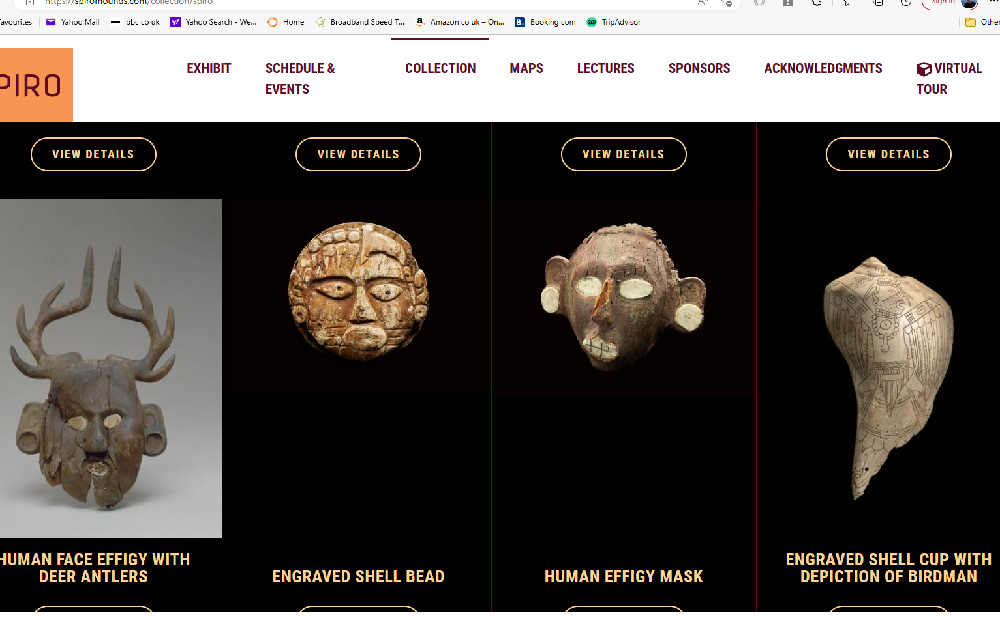 https://spiromounds.com/collection/spiro
Sign in
favourites
Yahoo Mail
bbc co uk
Yahoo Search - We...
Home
Broadband Speed T...
Amazon co uk – On...
Booking com
TripAdvisor
Other
PIRO
EXHIBIT
SCHEDULE &
EVENTS
COLLECTION
MAPS
LECTURES
SPONSORS
ACKNOWLEDGMENTS
VIRTUAL
TOUR
VIEW DETAILS
VIEW DETAILS
VIEW DETAILS
VIEW DETAILS
HUMAN FACE EFFIGY WITH
DEER ANTLERS
ENGRAVED SHELL BEAD
HUMAN EFFIGY MASK
ENGRAVED SHELL CUP WITH
DEPICTION OF BIRDMAN